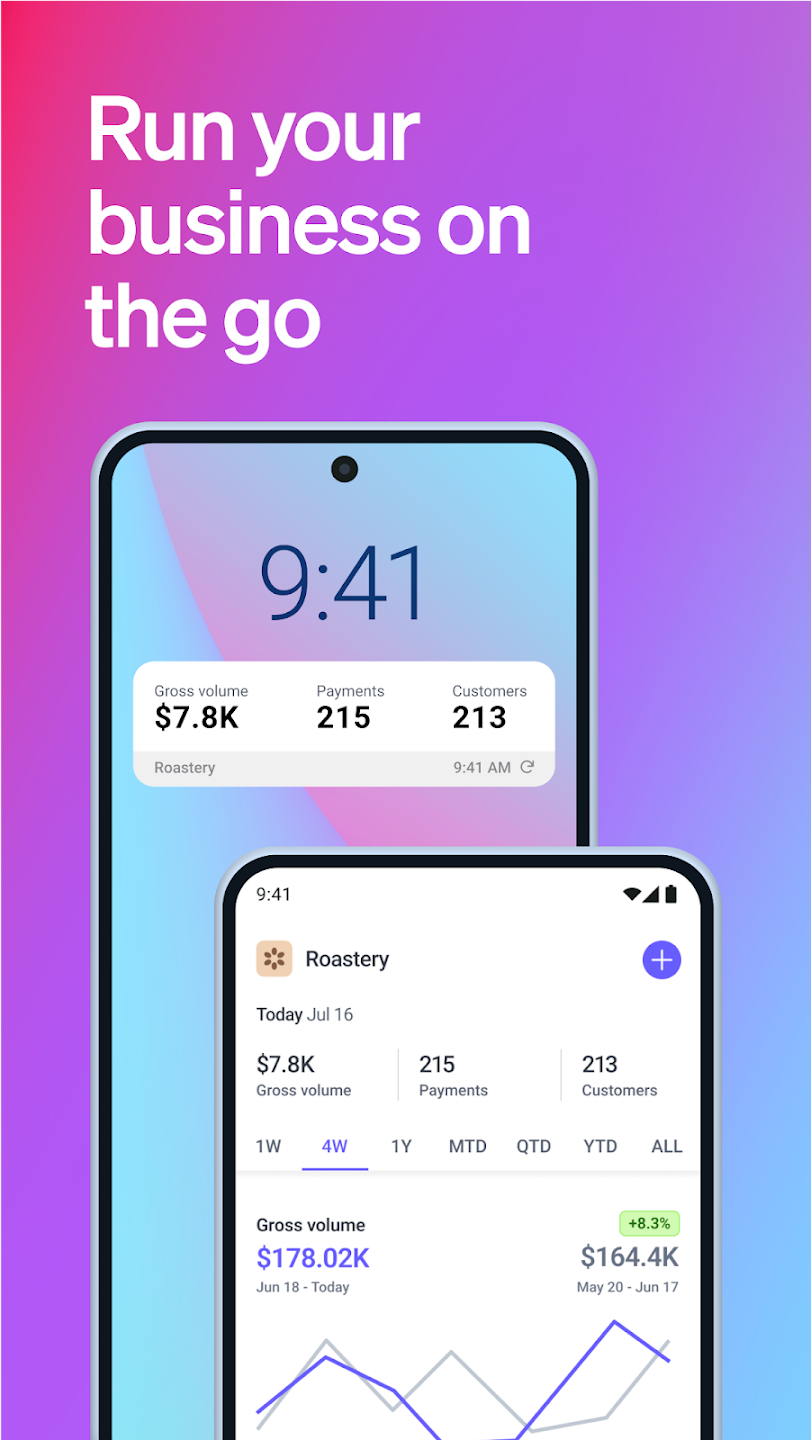 Run your
business on
the go
9:41
Gross volume Payments Customers
$7.8K 215 213
Roastery 9:41 AM
9:41
Roastery
Today Jul 16
$7.8K 215 213
Gross volume Payments Customers
1W 4W 1Y MTD QTD YTD ALL
Gross volume +8.3%
$178.02K $164.4K
Jun 18 - Today May 20 - Jun 17